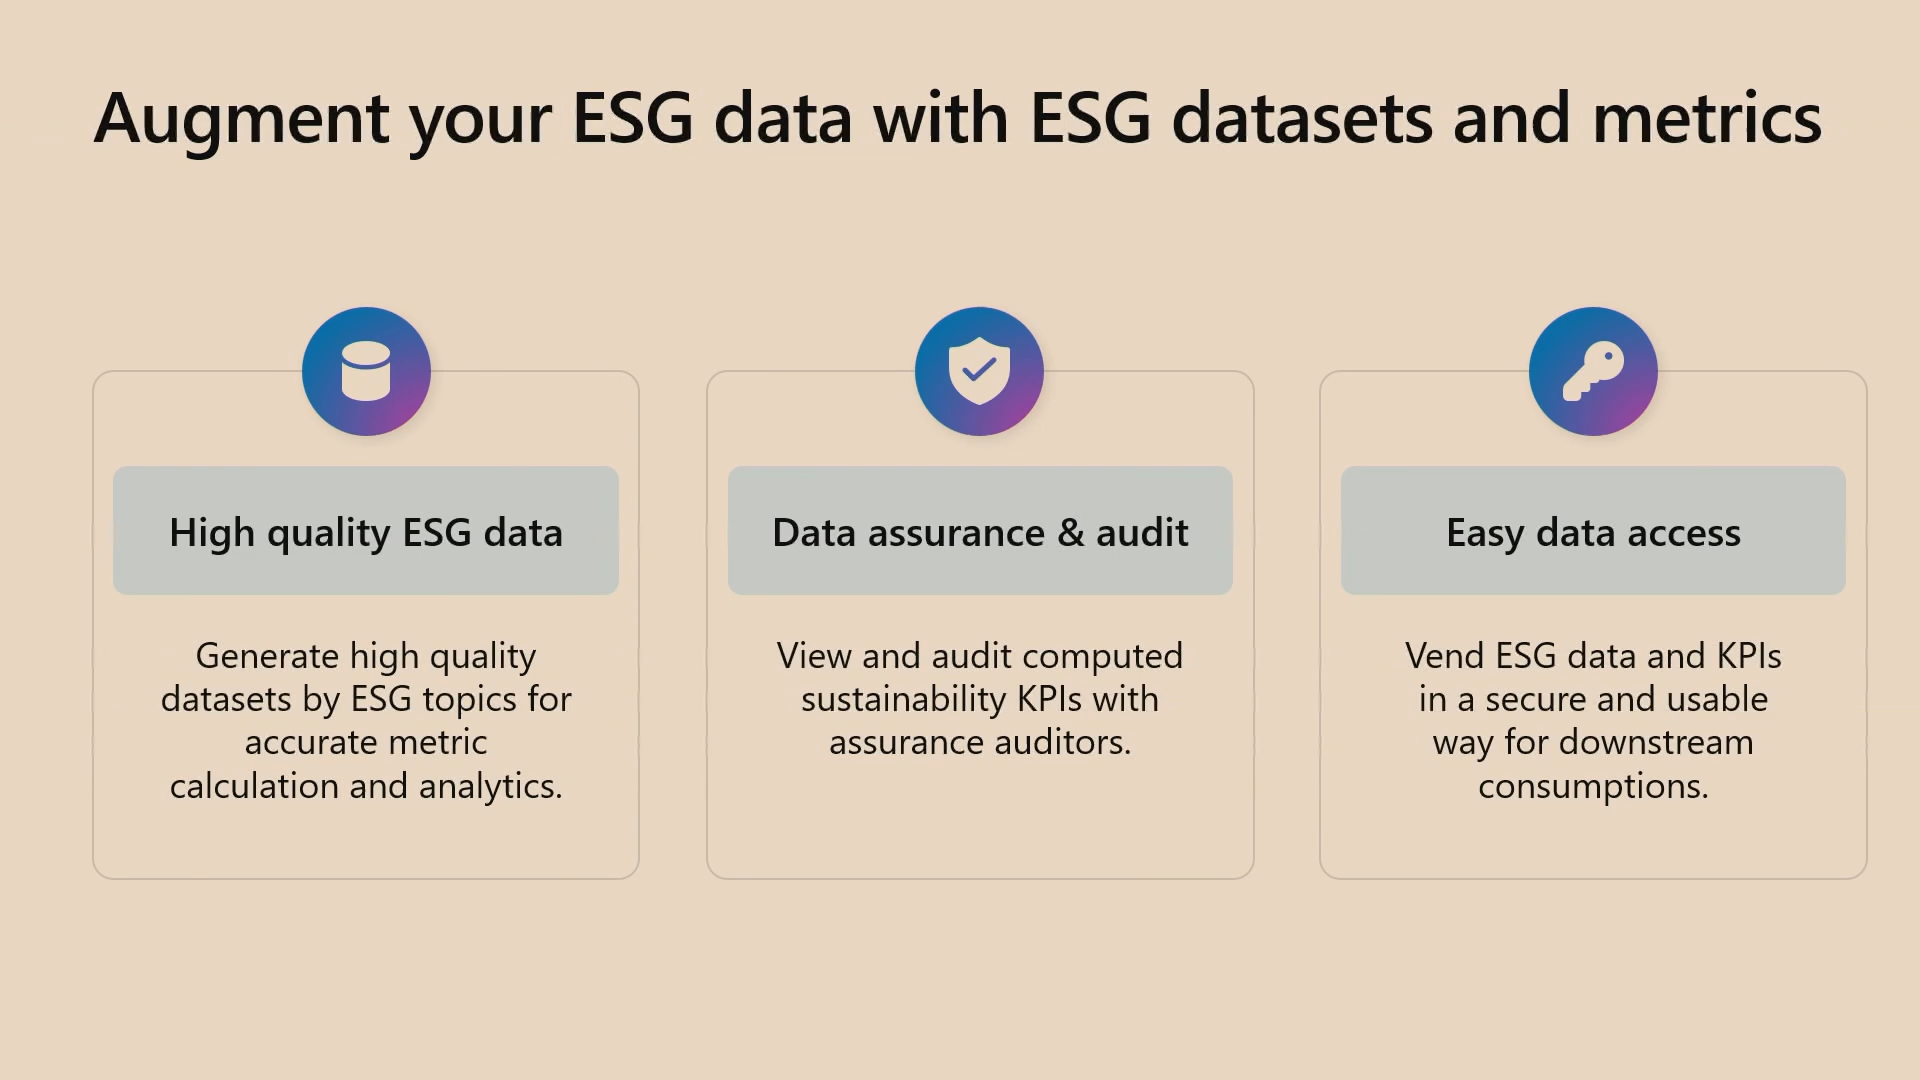 Augment your ESG data with ESG datasets and metrics
High quality ESG data
Generate high quality
datasets by ESG topics for
accurate metric
calculation and analytics.
Data assurance & audit
View and audit computed
sustainability KPIs with
assurance auditors.
Easy data access
Vend ESG data and KPIs
in a secure and usable
way for downstream
consumptions.